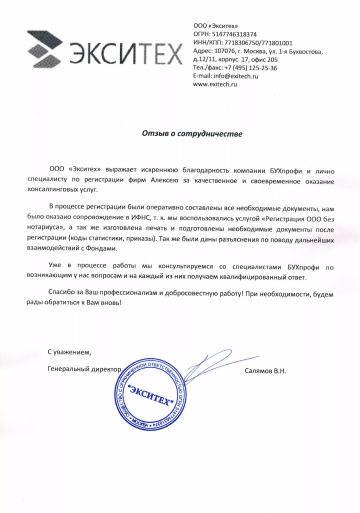 ЭКСИТЕХ
ООО «Экситех»
ОГРН: 5147746318374
ИНН/КПП: 7718306750/771801001
Адрес: 107076, г. Москва, ул. 1-я Бухвостова,
д.12/11, корпус 17, офис 205
Тел./факс: +7 (495) 125-25-36
E-mail: info@exitech.ru
www.exitech.ru
Отзыв о сотрудничестве
ООО «Экситех» выражает искреннюю благодарность компании БУХпрофи и лично
специалисту по регистрации фирм Алексею за качественное и своевременное оказание
консалтинговых услуг.
В процессе регистрации были оперативно составлены все необходимые документы, нам
было оказано сопровождение в ИФНС, т. к. мы воспользовались услугой «Регистрация ООО без
нотариуса», а так же изготовлена печать и подготовлены необходимые документы после
регистрации (коды статистики, приказы). Так же были даны разъяснения по поводу дальнейших
взаимодействий с Фондами.
Уже в процессе работы мы консультируемся со специалистами БУХпрофи по
возникающим у нас вопросам и на каждый из них получаем квалифицированный ответ.
Спасибо за Ваш профессионализм и добросовестную работу! При необходимости, будем
рады обратиться к Вам вновь!
С уважением,
Генеральный директор
Салямов В.Н.
"ЭКСИТЕХ"